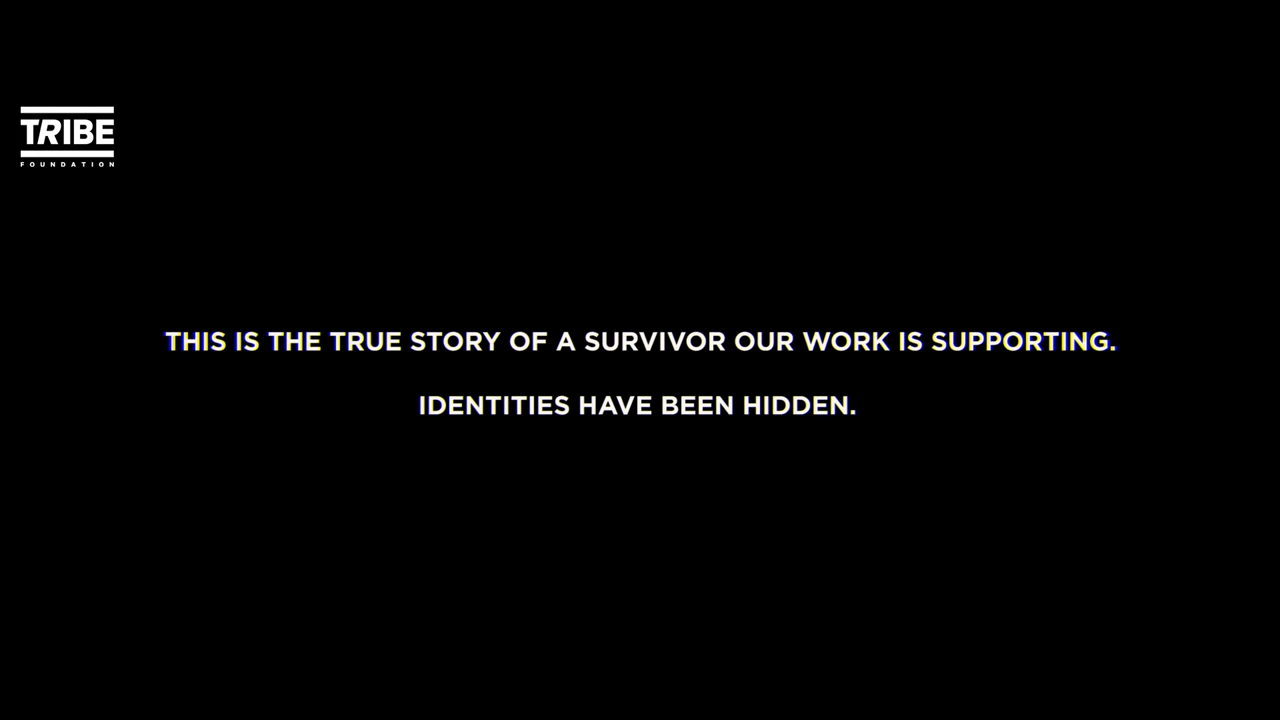 TRIBE
FOUNDATION
THIS IS THE TRUE STORY OF A SURVIVOR OUR WORK IS SUPPORTING.
IDENTITIES HAVE BEEN HIDDEN.